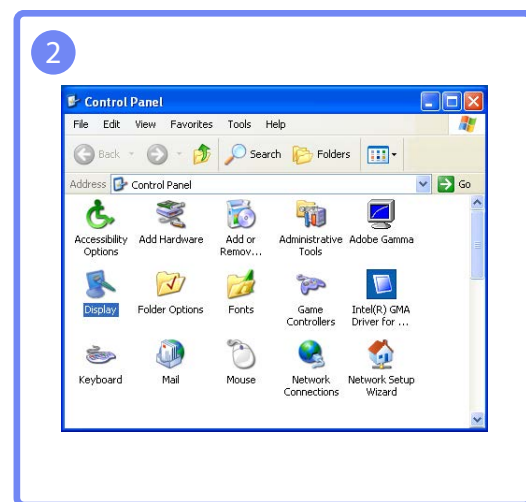 2
Control Panel
File Edit View Favorites Tools Help
Back Search Folders
Address Control Panel Go
Accessibility Options Add Hardware Add or Remov... Administrative Tools Adobe Gamma
Display Folder Options Fonts Game Controllers Intel(R) GMA Driver for ...
Keyboard Mail Mouse Network Connections Network Setup Wizard